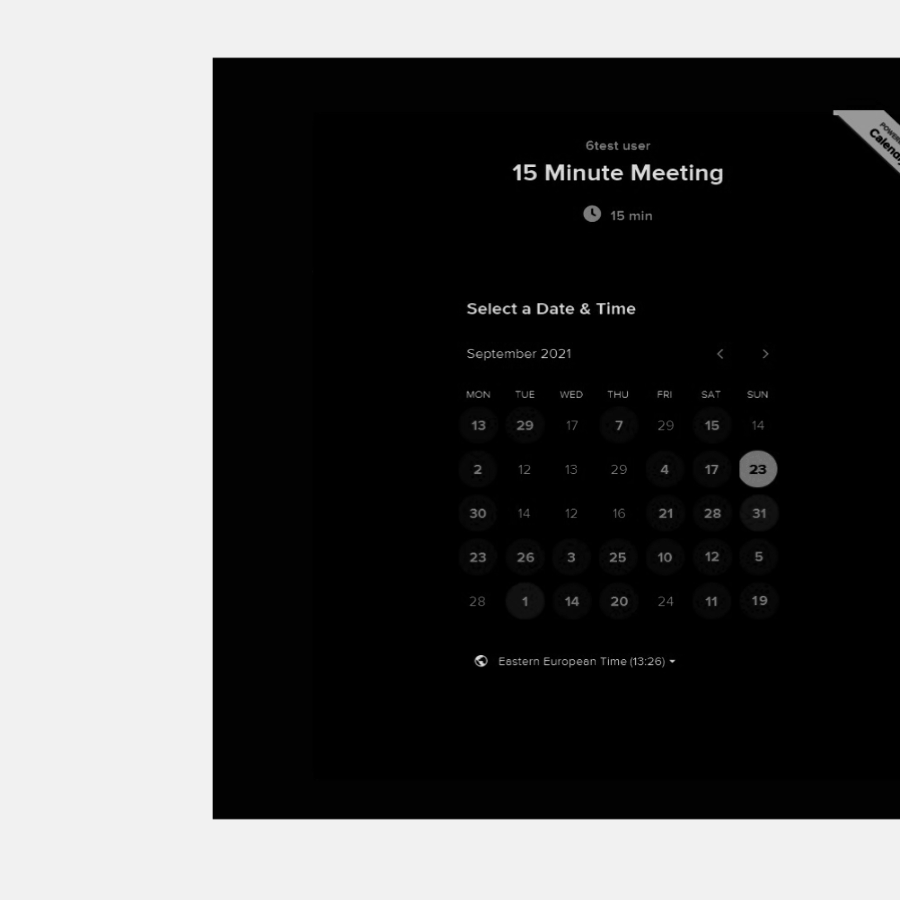 POWERED
Calendly
6test user
15 Minute Meeting
15 min
Select a Date & Time
September 2021
MON TUE WED THU FRI SAT SUN
13 29 17 7 29 15 14
2 12 13 29 4 17 23
30 14 12 16 21 28 31
23 26 3 25 10 12 5
28 1 14 20 24 11 19
Eastern European Time (13:26)